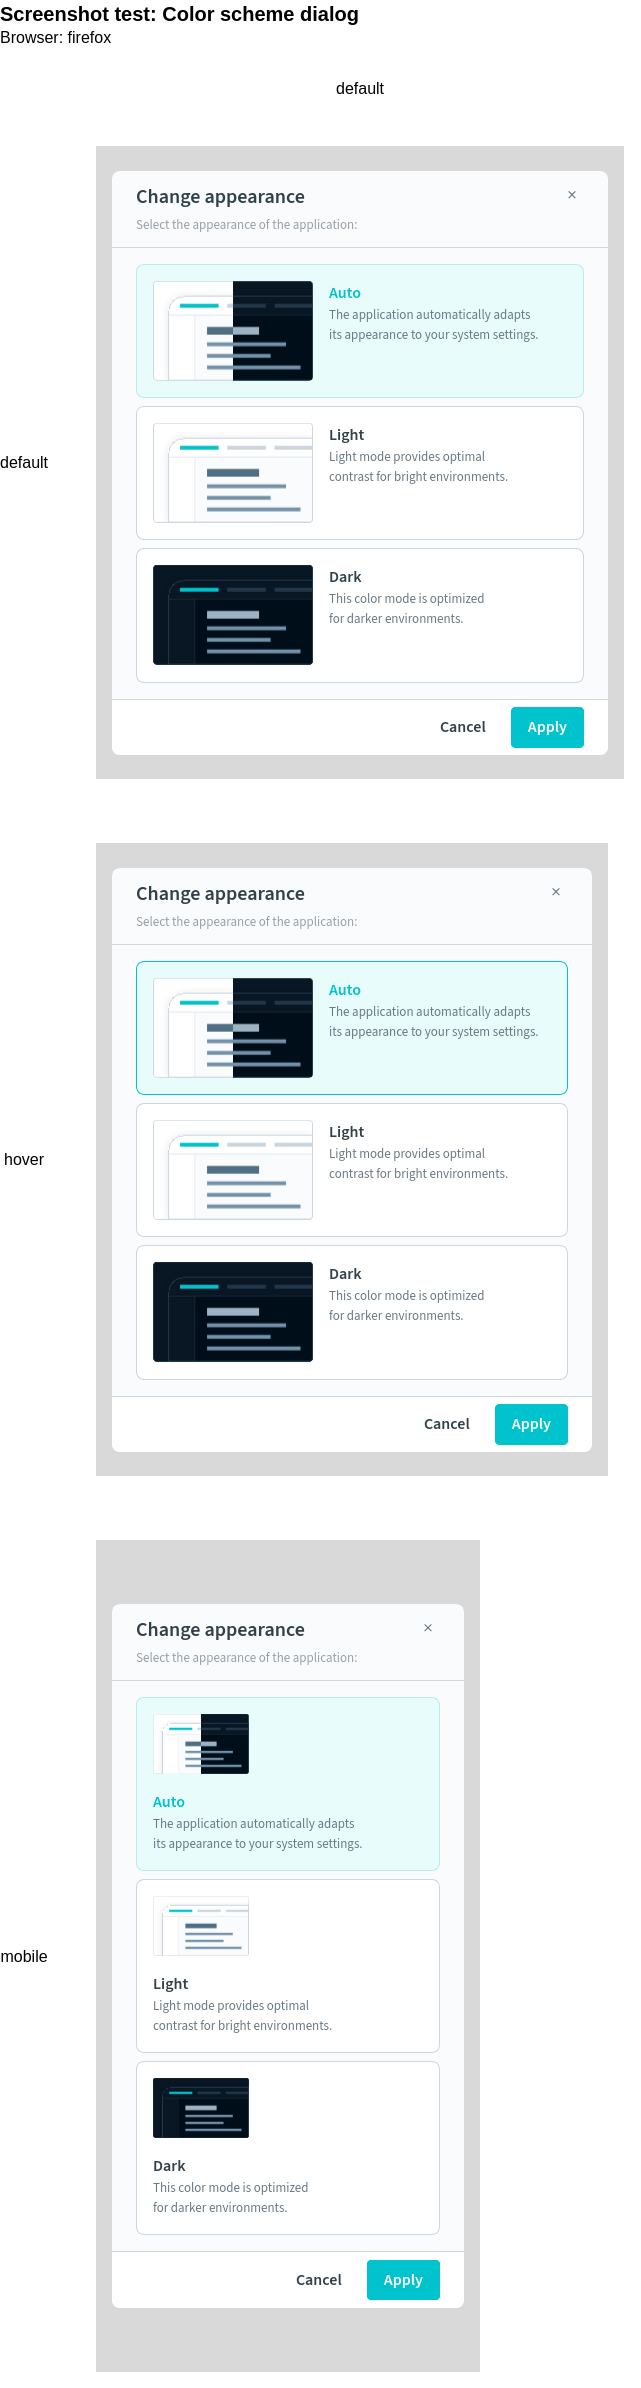 Screenshot test: Color scheme dialog
Browser: firefox
default
default
Change appearance
×
Select the appearance of the application:
Auto
The application automatically adapts
its appearance to your system settings.
Light
Light mode provides optimal
contrast for bright environments.
Dark
This color mode is optimized
for darker environments.
Cancel
Apply
hover
Change appearance
×
Select the appearance of the application:
Auto
The application automatically adapts
its appearance to your system settings.
Light
Light mode provides optimal
contrast for bright environments.
Dark
This color mode is optimized
for darker environments.
Cancel
Apply
mobile
Change appearance
×
Select the appearance of the application:
Auto
The application automatically adapts
its appearance to your system settings.
Light
Light mode provides optimal
contrast for bright environments.
Dark
This color mode is optimized
for darker environments.
Cancel
Apply